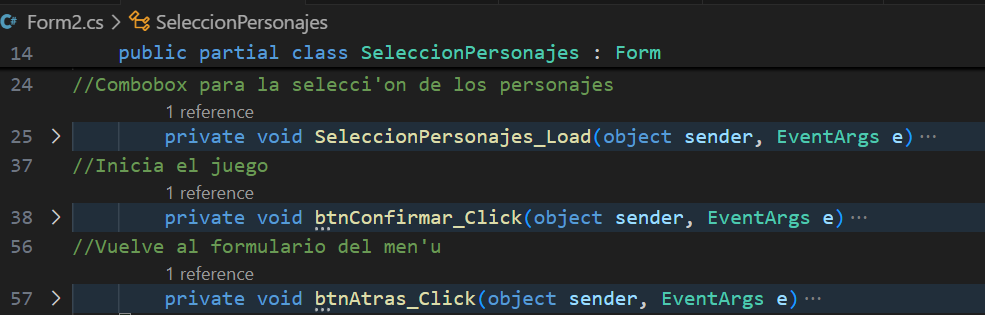 Form2.cs > SeleccionPersonajes
14 public partial class SeleccionPersonajes : Form
24 //Combobox para la selecci'on de los personajes
1 reference
25 > private void SeleccionPersonajes_Load(object sender, EventArgs e)···
37 //Inicia el juego
1 reference
38 > private void btnConfirmar_Click(object sender, EventArgs e)···
56 //Vuelve al formulario del men'u
1 reference
57 > private void btnAtras_Click(object sender, EventArgs e)···